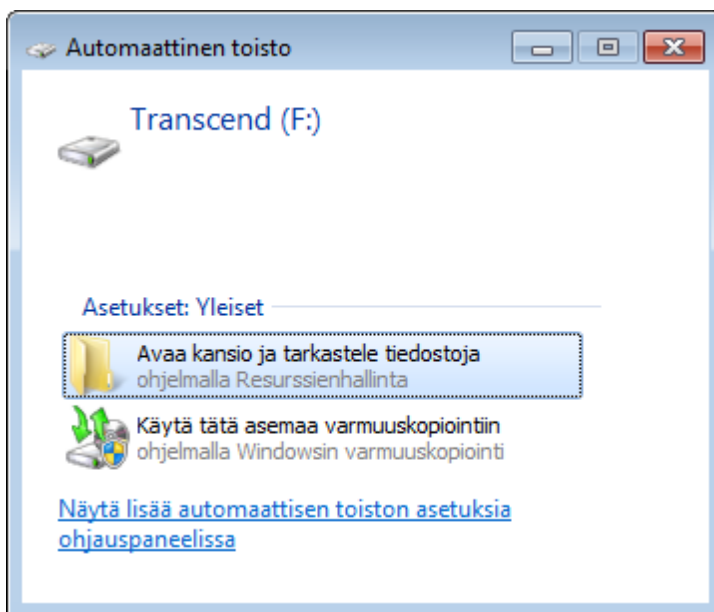 Automaattinen toisto
Transcend (F:)
Asetukset: Yleiset
Avaa kansio ja tarkastele tiedostoja
ohjelmalla Resurssienhallinta
Käytä tätä asemaa varmuuskopiointiin
ohjelmalla Windowsin varmuuskopiointi
Näytä lisää automaattisen toiston asetuksia
ohjauspaneelissa